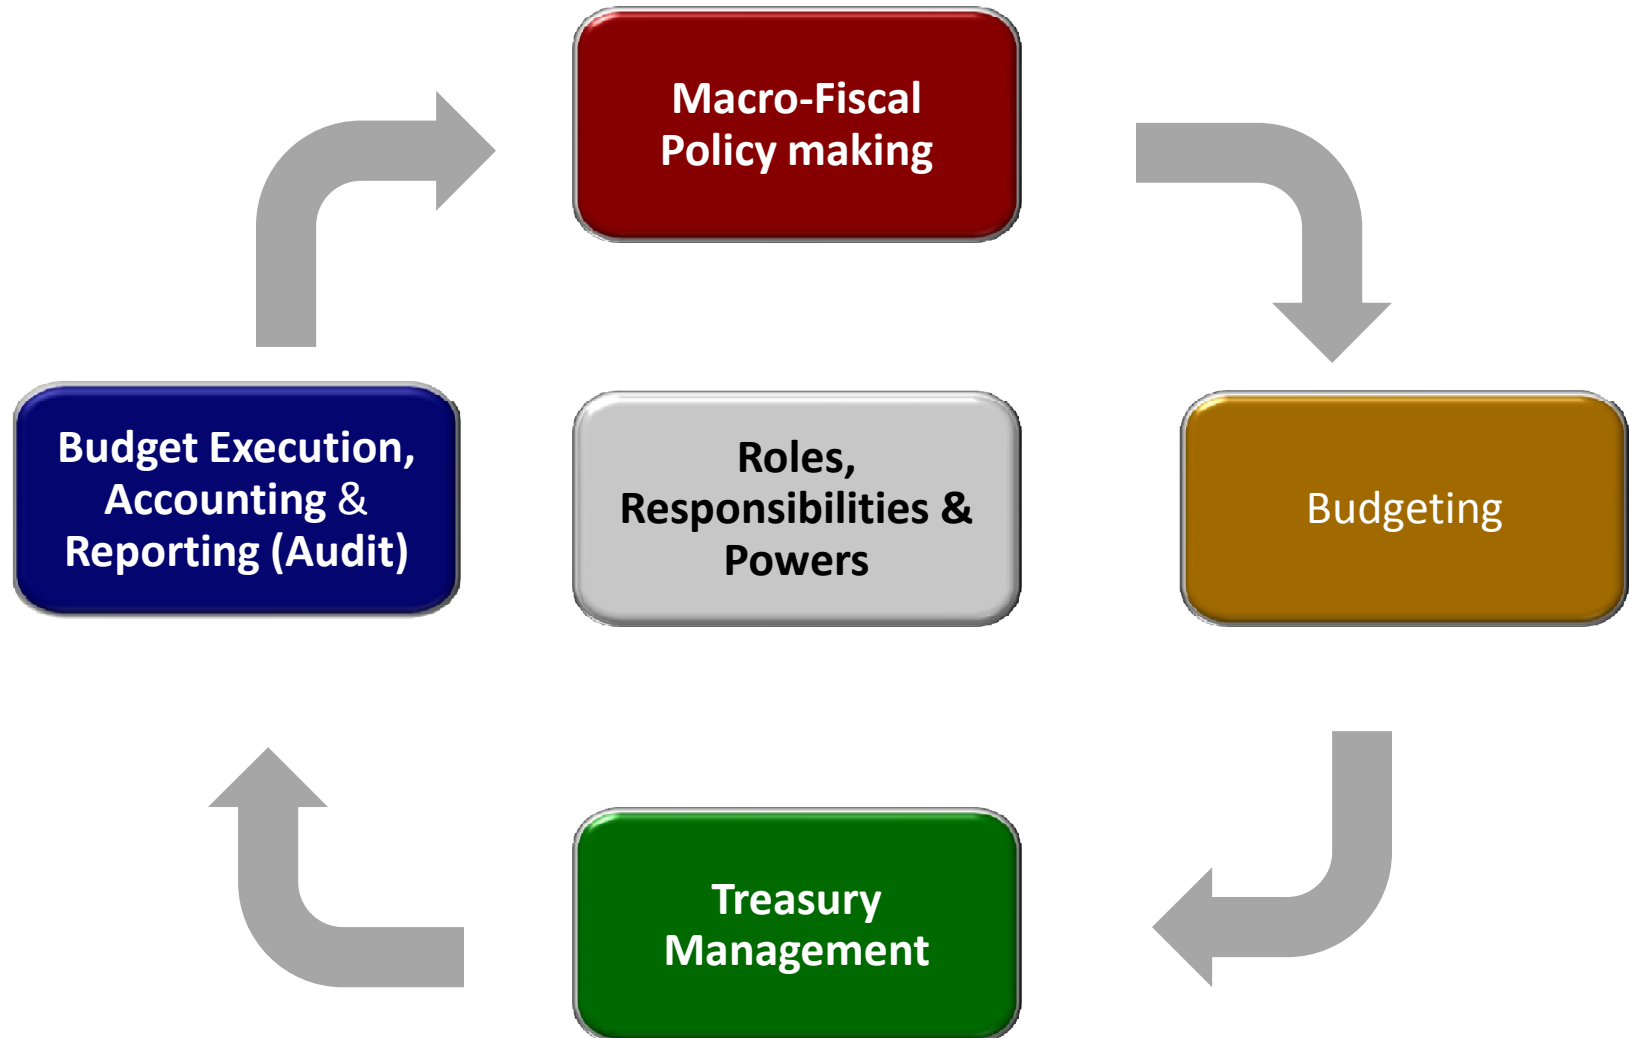 Macro-Fiscal
Policy making
Budget Execution,
Accounting &
Reporting (Audit)
Roles,
Responsibilities &
Powers
Budgeting
Treasury
Management